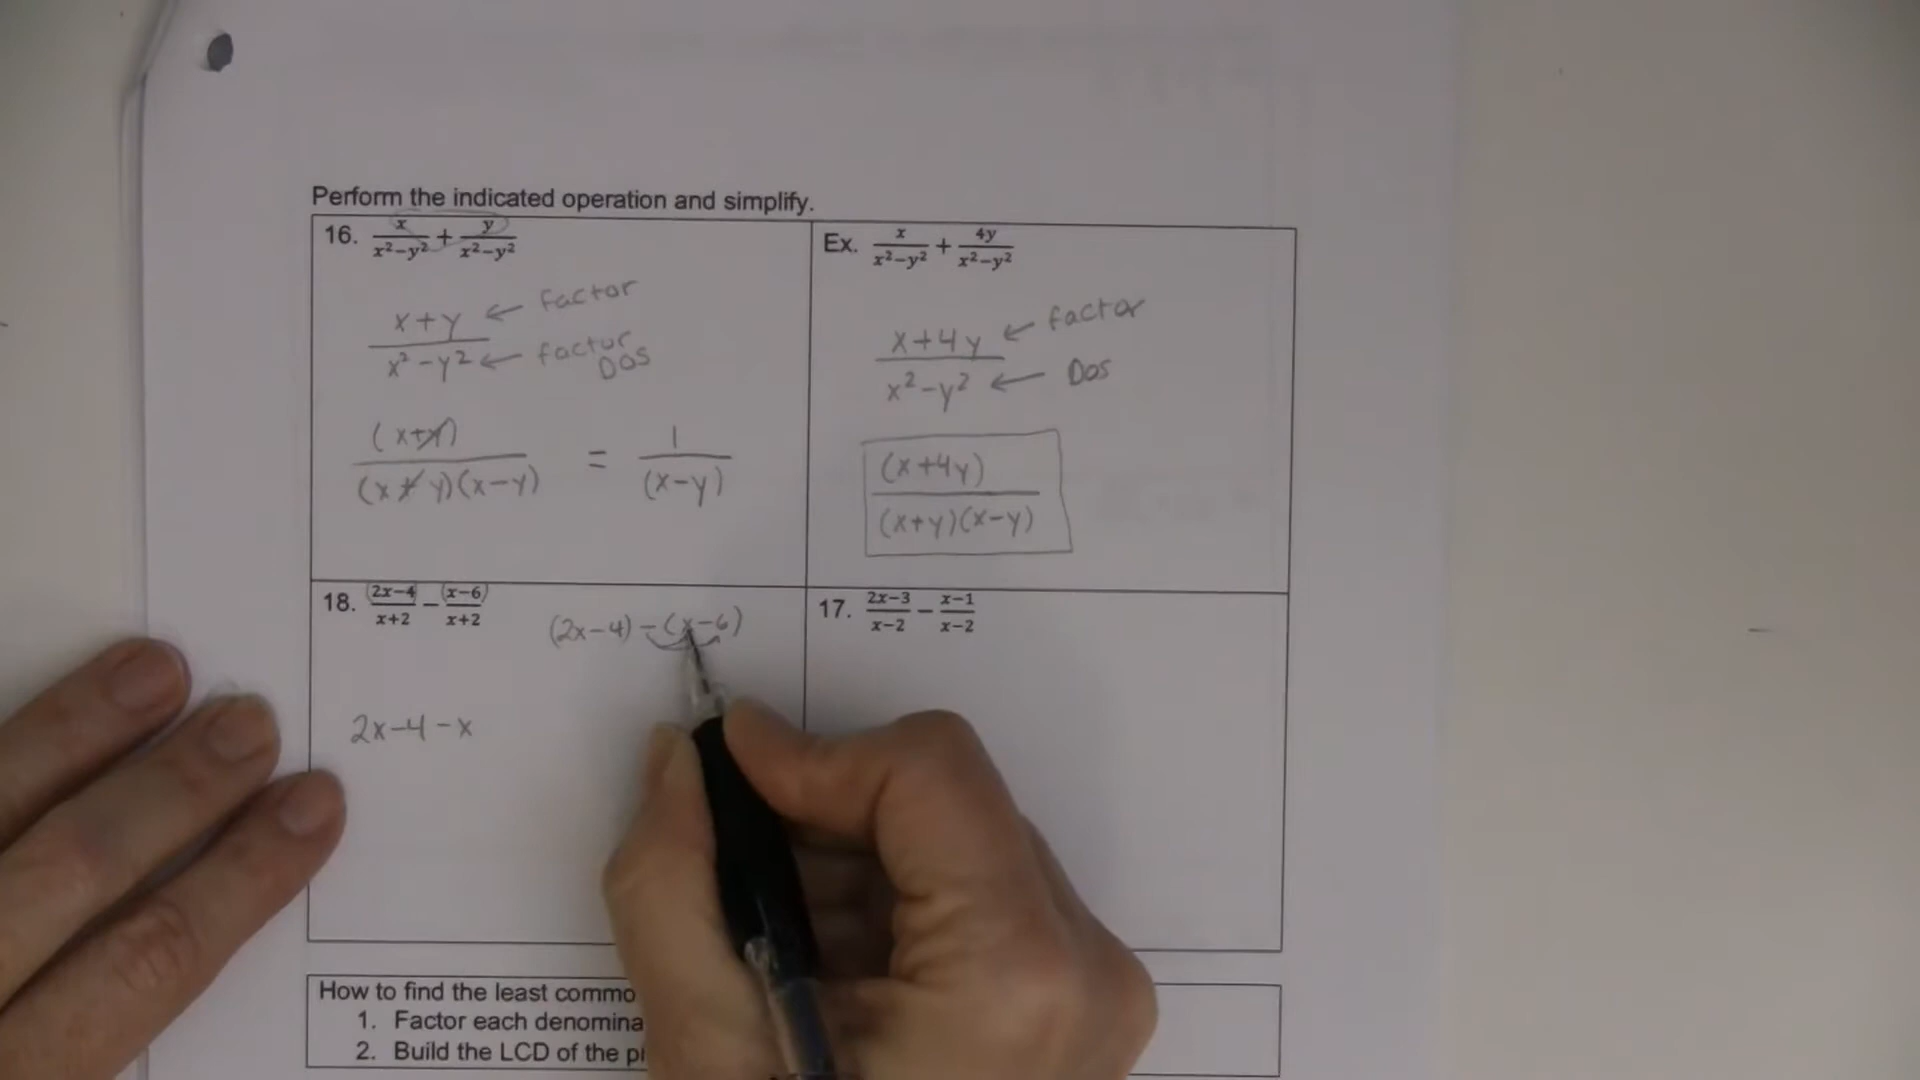 Perform the indicated operation and simplify.
16. x/(x²−y²) + y/(x²−y²)
x+y ← factor
x²−y² ← factor
DOS
(x+y)
(x+y)(x−y)
=
1
(x−y)
Ex. x/(x²−y²) + 4y/(x²−y²)
x+4y ← factor
x²−y² ← DOS
(x+4y)
(x+y)(x−y)
18. (2x−4)/(x+2) − (x−6)/(x+2)
(2x−4) −(x−6)
2x−4 −x
17. (2x−3)/(x−2) − (x−1)/(x−2)
How to find the least commo
1. Factor each denomina
2. Build the LCD of the